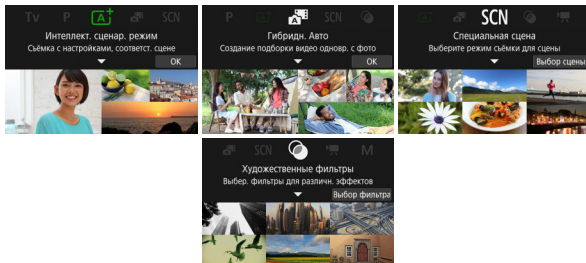 Tv P A+ SCN
Интеллект. сценар. режим
Съёмка с настройками, соответст. сцене
OK
P A+ A SCN
Гибридн. Авто
Создание подборки видео одновр. с фото
OK
A+ SCN
Специальная сцена
Выберите режим съёмки для сцены
Выбор сцены
SCN M
Художественные фильтры
Выбер. фильтры для различн. эффектов
Выбор фильтра